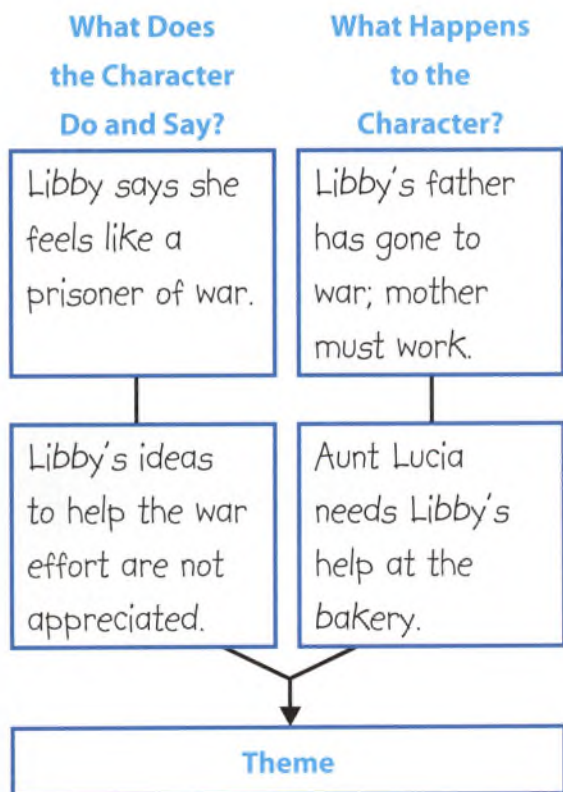 What Does
the Character
Do and Say?
What Happens
to the
Character?
Libby says she
feels like a
prisoner of war.
Libby's father
has gone to
war; mother
must work.
Libby's ideas
to help the war
effort are not
appreciated.
Aunt Lucia
needs Libby's
help at the
bakery.
Theme